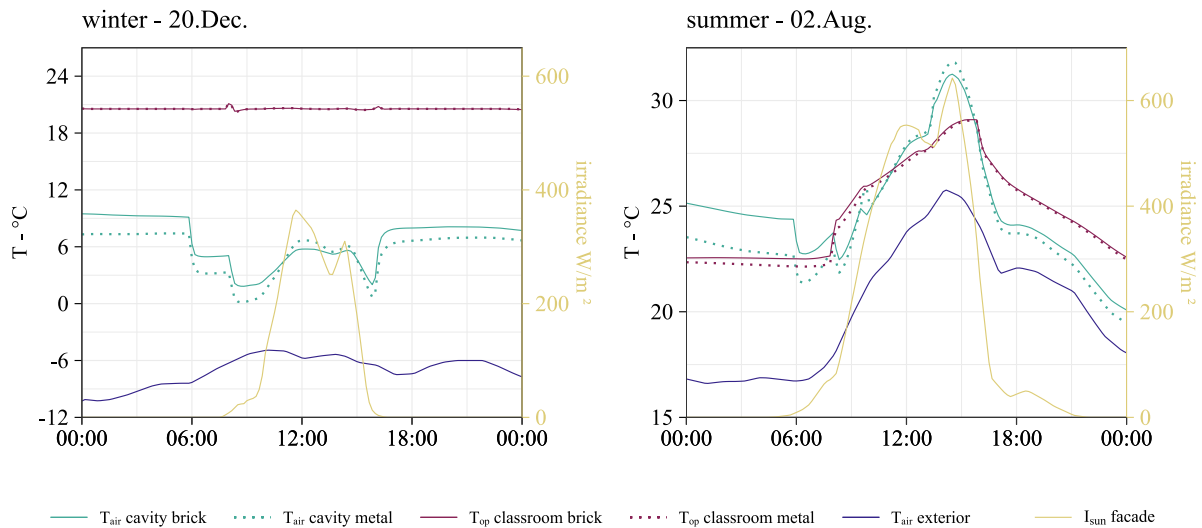 winter - 20.Dec.
24
18
12
6
0
-6
-12
T - °C
600
400
200
0
irradiance W/m ²
00:00 06:00 12:00 18:00 00:00
summer - 02.Aug.
30
25
20
15
T - °C
600
400
200
0
irradiance W/m ²
00:00 06:00 12:00 18:00 00:00
Tair cavity brick Tair cavity metal Top classroom brick Top classroom metal Tair exterior Isun facade